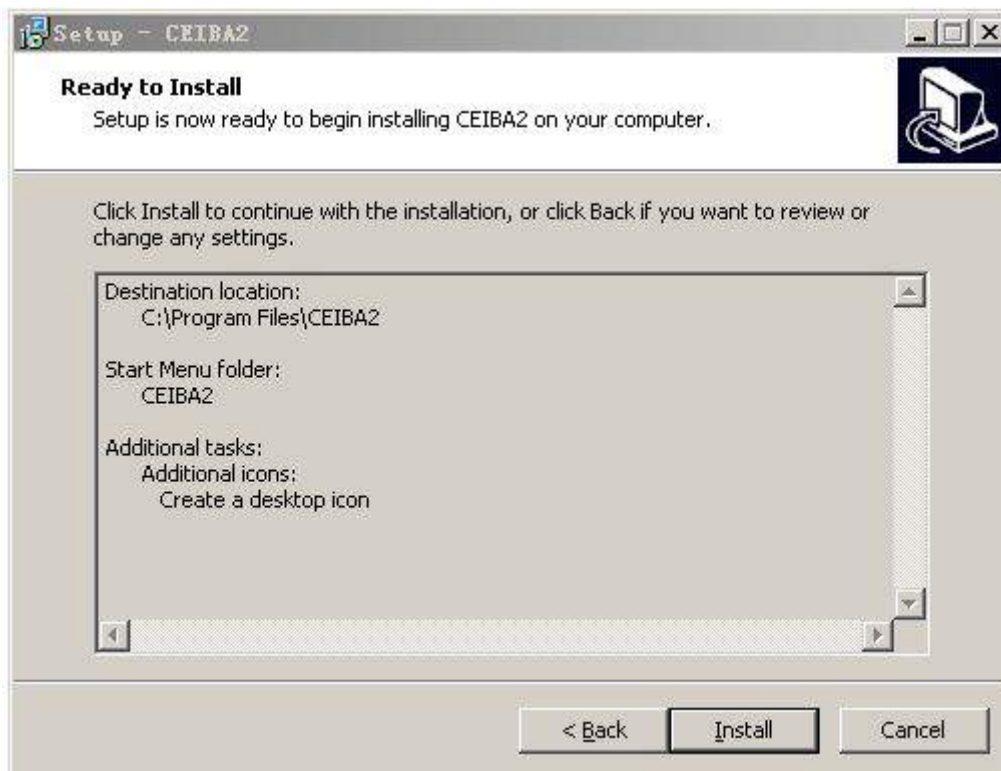 Setup - CEIBA2
Ready to Install
Setup is now ready to begin installing CEIBA2 on your computer.
Click Install to continue with the installation, or click Back if you want to review or
change any settings.
Destination location:
C:\Program Files\CEIBA2
Start Menu folder:
CEIBA2
Additional tasks:
Additional icons:
Create a desktop icon
< Back
Install
Cancel